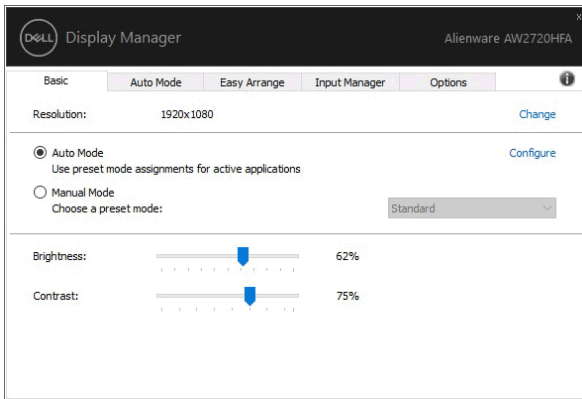 DELL Display Manager Alienware AW2720HFA
Basic Auto Mode Easy Arrange Input Manager Options
Resolution: 1920x1080 Change
Auto Mode Configure
Use preset mode assignments for active applications
Manual Mode
Choose a preset mode: Standard
Brightness: 62%
Contrast: 75%